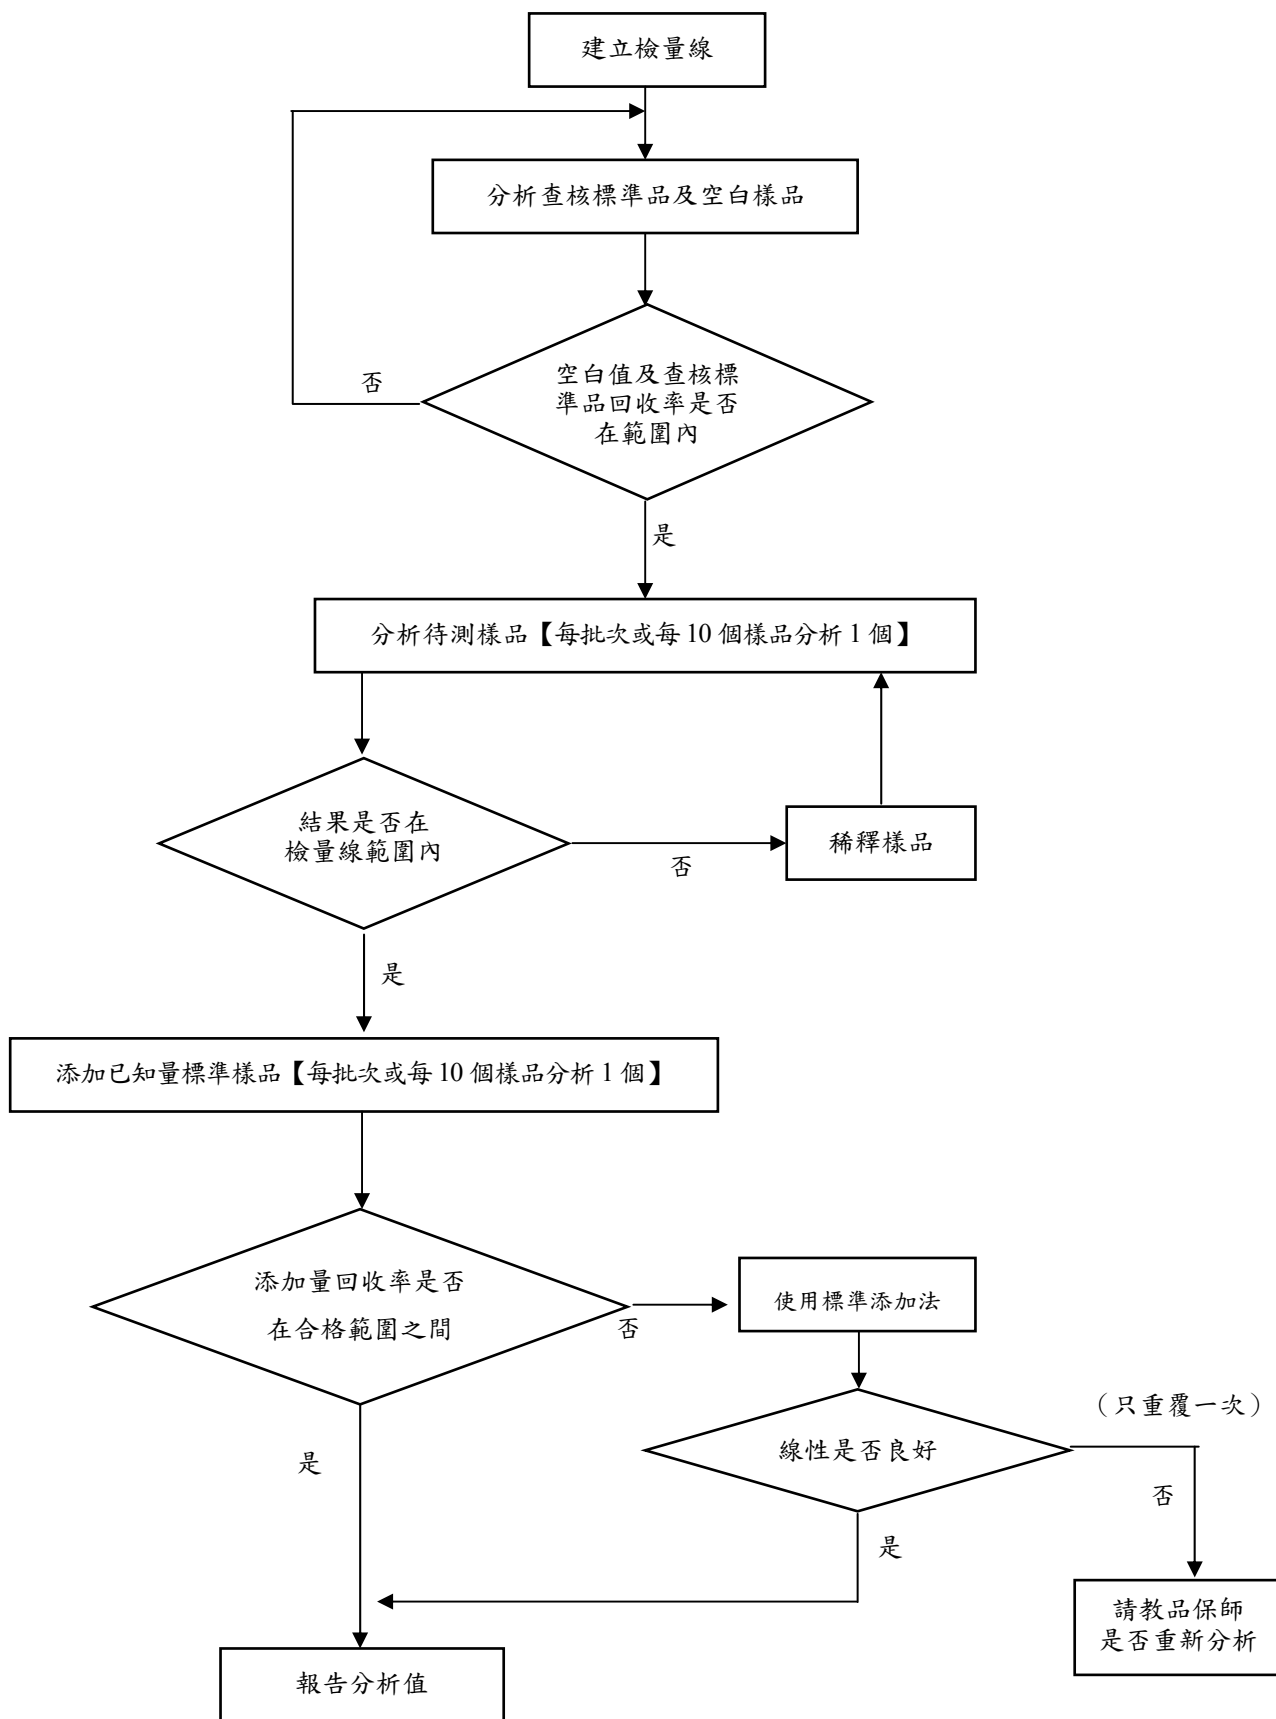 建立檢量線
分析查核標準品及空白樣品
空白值及查核標
準品回收率是否
在範圍內
否
是
分析待測樣品【每批次或每 10 個樣品分析 1 個】
結果是否在
檢量線範圍內
否
稀釋樣品
是
添加已知量標準樣品【每批次或每 10 個樣品分析 1 個】
添加量回收率是否
在合格範圍之間
否
使用標準添加法
（只重覆一次）
線性是否良好
是
否
是
請教品保師
是否重新分析
報告分析值